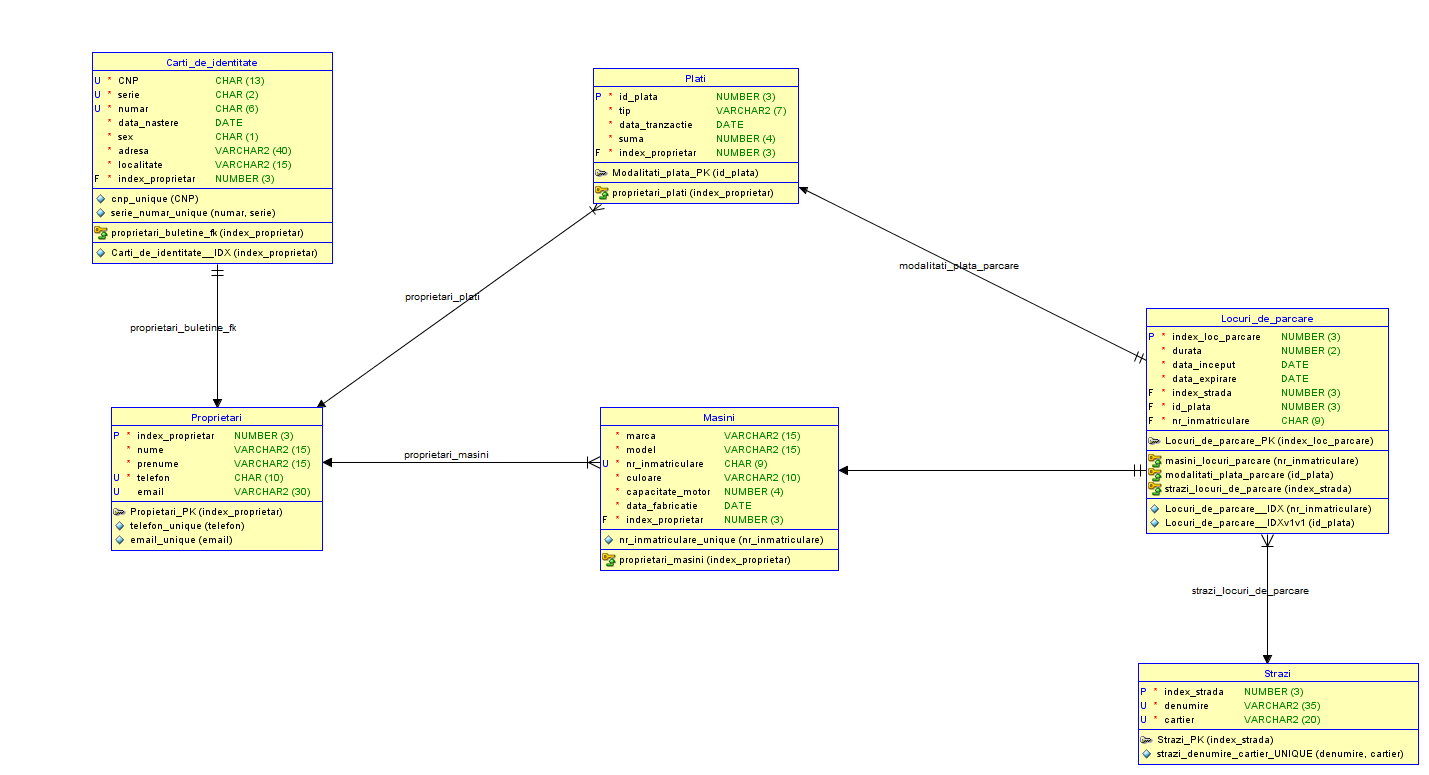 Carti_de_identitate
U * CNP CHAR (13)
U * serie CHAR (2)
U * numar CHAR (6)
* data_nastere DATE
* sex CHAR (1)
* adresa VARCHAR2 (40)
* localitate VARCHAR2 (15)
F * index_proprietar NUMBER (3)
cnp_unique (CNP)
serie_numar_unique (numar, serie)
proprietari_buletine_fk (index_proprietar)
Carti_de_identitate__IDX (index_proprietar)
Plati
P * id_plata NUMBER (3)
* tip VARCHAR2 (7)
* data_tranzactie DATE
* suma NUMBER (4)
F * index_proprietar NUMBER (3)
Modalitati_plata_PK (id_plata)
proprietari_plati (index_proprietar)
modalitati_plata_parcare
proprietari_plati
proprietari_buletine_fk
Locuri_de_parcare
P * index_loc_parcare NUMBER (3)
* durata NUMBER (2)
* data_inceput DATE
* data_expirare DATE
F * index_strada NUMBER (3)
F * id_plata NUMBER (3)
F * nr_inmatriculare CHAR (9)
Locuri_de_parcare_PK (index_loc_parcare)
masini_locuri_parcare (nr_inmatriculare)
modalitati_plata_parcare (id_plata)
strazi_locuri_de_parcare (index_strada)
Locuri_de_parcare__IDX (nr_inmatriculare)
Locuri_de_parcare__IDXv1v1 (id_plata)
Proprietari
P * index_proprietar NUMBER (3)
* nume VARCHAR2 (15)
* prenume VARCHAR2 (15)
U * telefon CHAR (10)
U email VARCHAR2 (30)
Propietari_PK (index_proprietar)
telefon_unique (telefon)
email_unique (email)
proprietari_masini
Masini
* marca VARCHAR2 (15)
* model VARCHAR2 (15)
U * nr_inmatriculare CHAR (9)
* culoare VARCHAR2 (10)
* capacitate_motor NUMBER (4)
* data_fabricatie DATE
F * index_proprietar NUMBER (3)
nr_inmatriculare_unique (nr_inmatriculare)
proprietari_masini (index_proprietar)
strazi_locuri_de_parcare
Strazi
P * index_strada NUMBER (3)
U * denumire VARCHAR2 (35)
U * cartier VARCHAR2 (20)
Strazi_PK (index_strada)
strazi_denumire_cartier_UNIQUE (denumire, cartier)